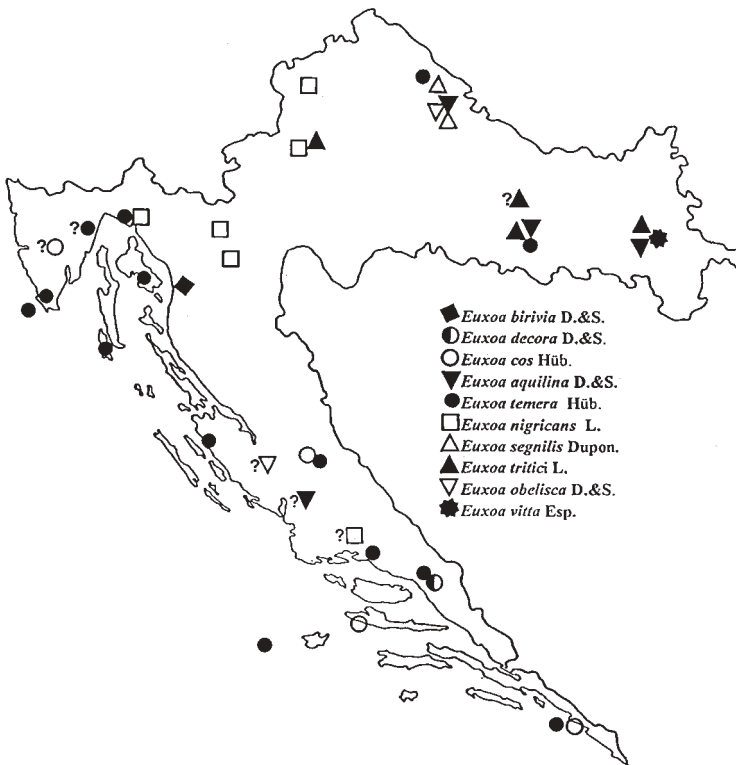 ?
? ?
Euxoa birivia D.&S.
Euxoa decora D.&S.
Euxoa cos Hüb.
Euxoa aquilina D.&S.
Euxoa temera Hüb.
Euxoa nigricans L.
Euxoa segnilis Dupon.
Euxoa tritici L.
Euxoa obelisca D.&S.
Euxoa vitta Esp.
?
?
?